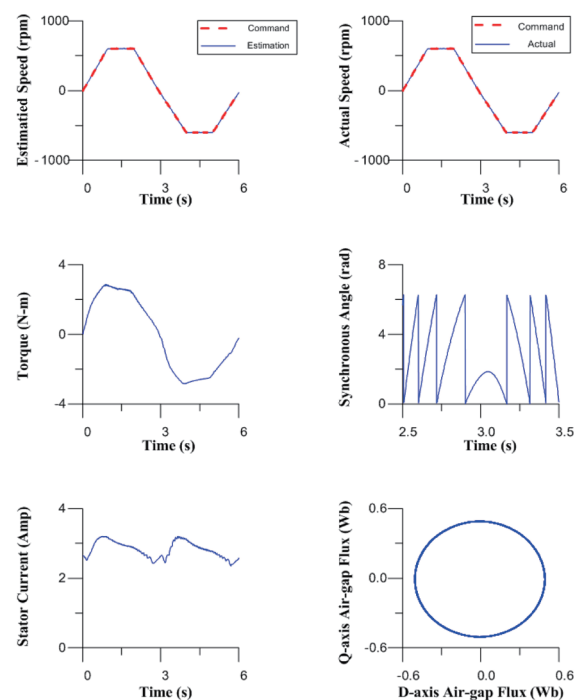 Estimatied Speed (rpm)
1000
0
-1000
Command
Estimation
0
3
6
Time (s)
Actual Speed (rpm)
1000
0
-1000
Command
Actual
0
3
6
Time (s)
Torque (N-m)
4
0
-4
0
3
6
Time (s)
Synchronous Angle (rad)
8
4
0
2.5
3.0
3.5
Time (s)
Stator Current (Amp)
4
2
0
0
3
6
Time (s)
Q-axis Air-gap Flux (Wb)
0.6
0.0
-0.6
-0.6
0.0
0.6
D-axis Air-gap Flux (Wb)